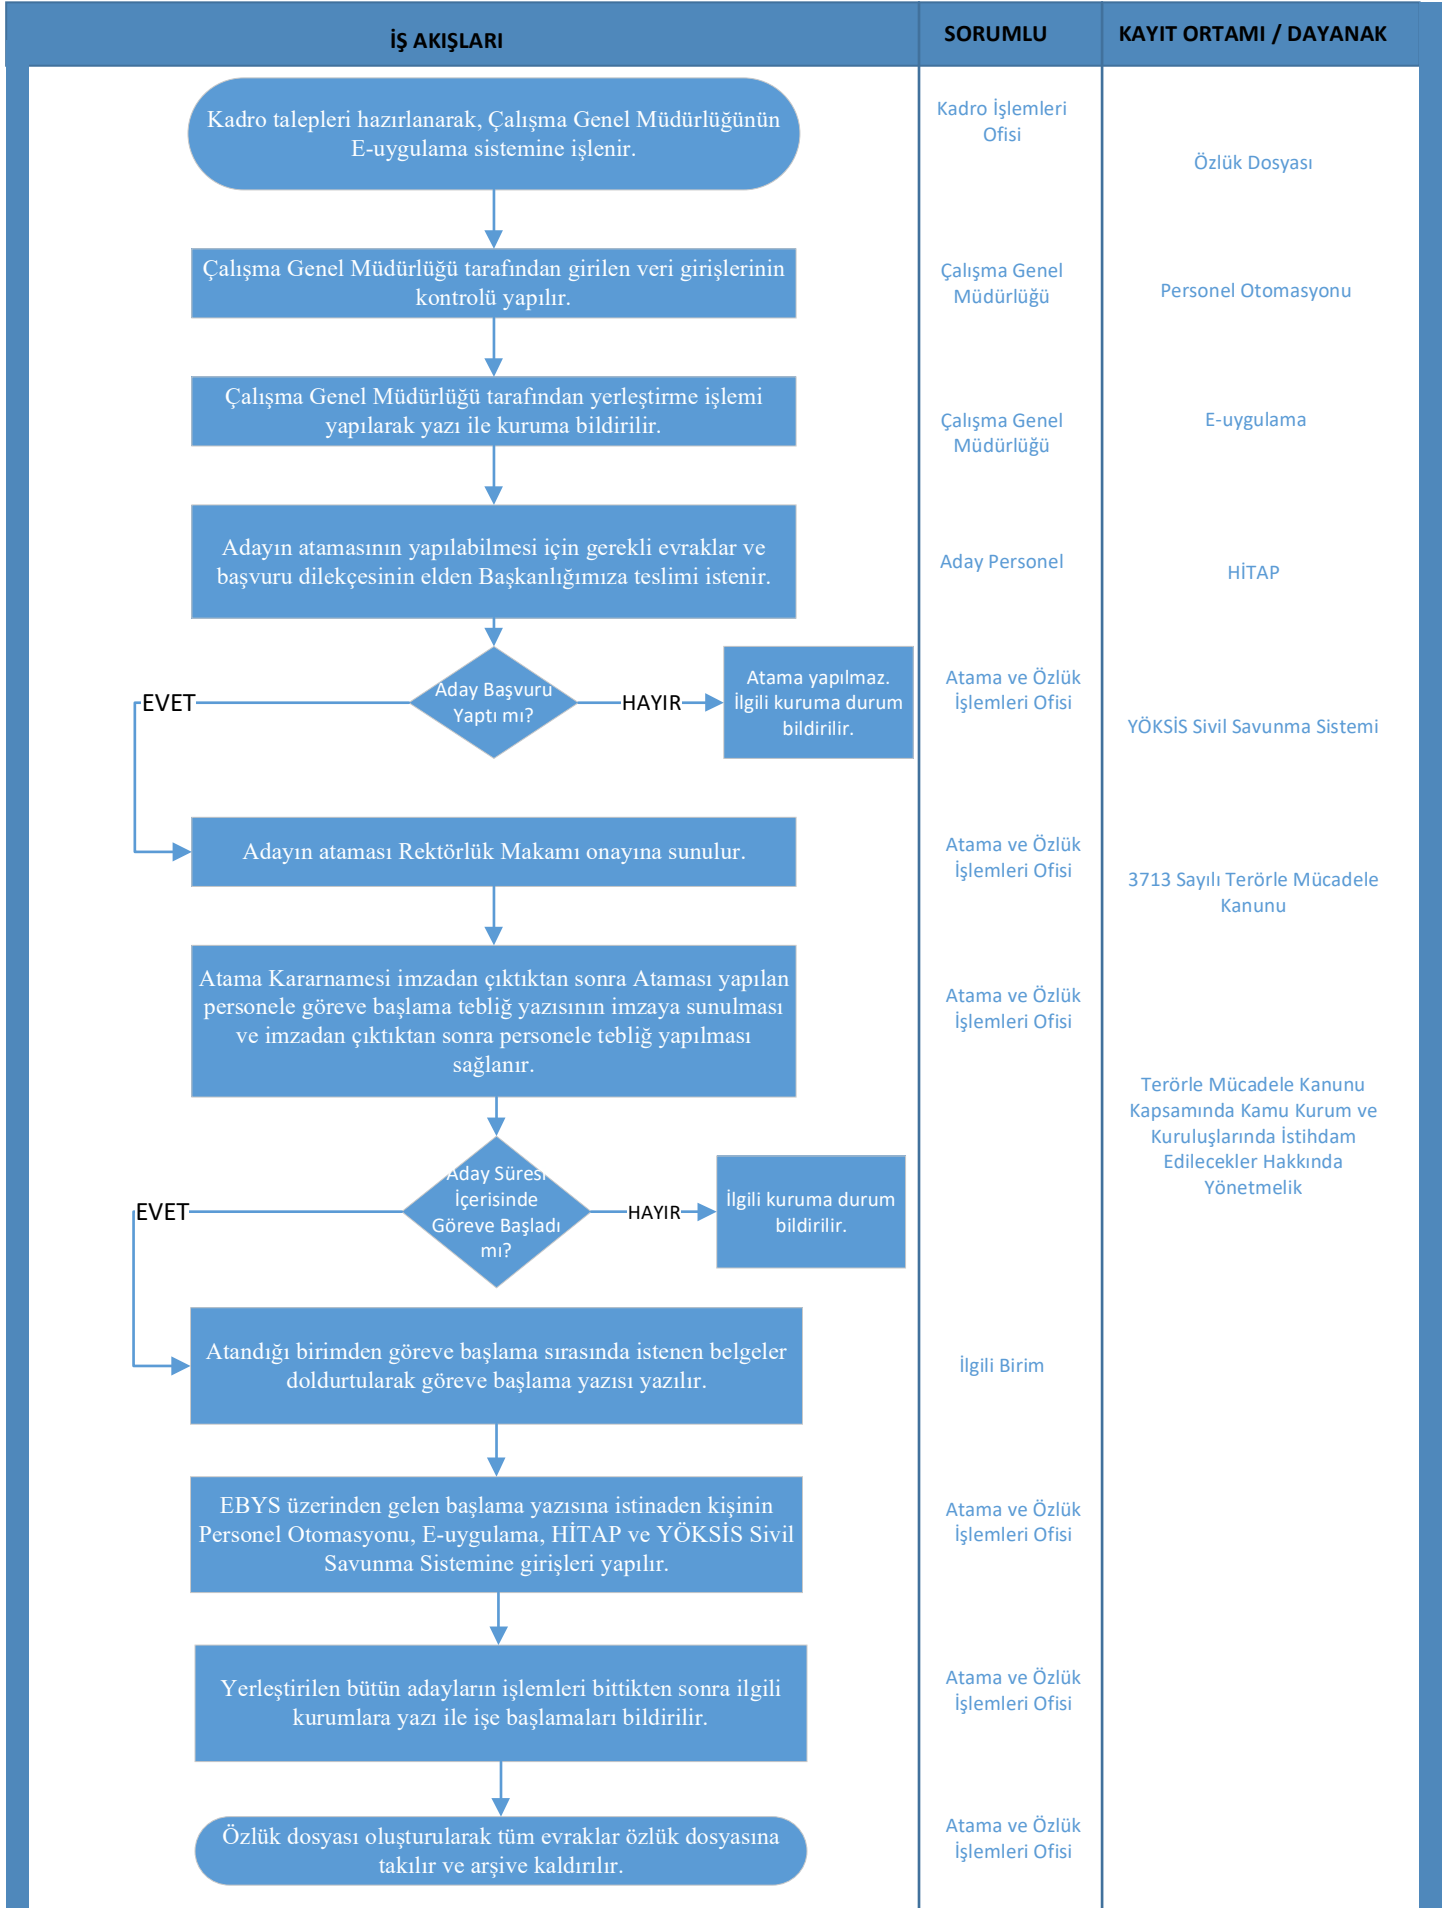 İŞ AKIŞLARI
SORUMLU
KAYIT ORTAMI / DAYANAK
Kadro talepleri hazırlanarak, Çalışma Genel Müdürlüğünün
E-uygulama sistemine işlenir.
Kadro İşlemleri
Ofisi
Özlük Dosyası
Çalışma Genel Müdürlüğü tarafından girilen veri girişlerinin
kontrolü yapılır.
Çalışma Genel
Müdürlüğü
Personel Otomasyonu
Çalışma Genel Müdürlüğü tarafından yerleştirme işlemi
yapılarak yazı ile kuruma bildirilir.
Çalışma Genel
Müdürlüğü
E-uygulama
Adayın atamasının yapılabilmesi için gerekli evraklar ve
başvuru dilekçesinin elden Başkanlığımıza teslimi istenir.
Aday Personel
HİTAP
EVET
Aday Başvuru
Yaptı mı?
HAYIR
Atama yapılmaz.
İlgili kuruma durum
bildirilir.
Atama ve Özlük
İşlemleri Ofisi
YÖKSİS Sivil Savunma Sistemi
Adayın ataması Rektörlük Makamı onayına sunulur.
Atama ve Özlük
İşlemleri Ofisi
3713 Sayılı Terörle Mücadele
Kanunu
Atama Kararnamesi imzadan çıktıktan sonra Ataması yapılan
personele göreve başlama tebliğ yazısının imzaya sunulması
ve imzadan çıktıktan sonra personele tebliğ yapılması
sağlanır.
Atama ve Özlük
İşlemleri Ofisi
Terörle Mücadele Kanunu
Kapsamında Kamu Kurum ve
Kuruluşlarında İstihdam
Edilecekler Hakkında
Yönetmelik
EVET
Aday Süresi
İçerisinde
Göreve Başladı
mı?
HAYIR
İlgili kuruma durum
bildirilir.
Atandığı birimden göreve başlama sırasında istenen belgeler
doldurtularak göreve başlama yazısı yazılır.
İlgili Birim
EBYS üzerinden gelen başlama yazısına istinaden kişinin
Personel Otomasyonu, E-uygulama, HİTAP ve YÖKSİS Sivil
Savunma Sistemine girişleri yapılır.
Atama ve Özlük
İşlemleri Ofisi
Yerleştirilen bütün adayların işlemleri bittikten sonra ilgili
kurumlara yazı ile işe başlamaları bildirilir.
Atama ve Özlük
İşlemleri Ofisi
Özlük dosyası oluşturularak tüm evraklar özlük dosyasına
takılır ve arşive kaldırılır.
Atama ve Özlük
İşlemleri Ofisi